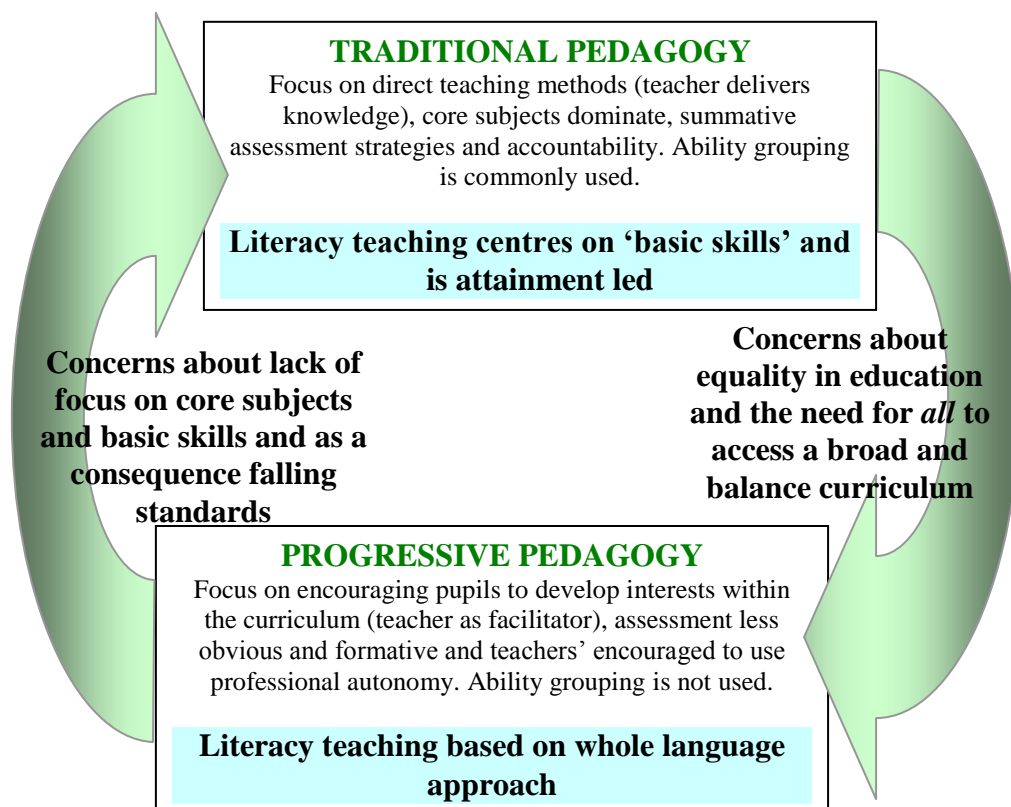 TRADITIONAL PEDAGOGY
Focus on direct teaching methods (teacher delivers
knowledge), core subjects dominate, summative
assessment strategies and accountability. Ability grouping
is commonly used.
Literacy teaching centres on ‘basic skills’ and
is attainment led
Concerns about lack of
focus on core subjects
and basic skills and as a
consequence falling
standards
Concerns about
equality in education
and the need for all to
access a broad and
balance curriculum
PROGRESSIVE PEDAGOGY
Focus on encouraging pupils to develop interests within
the curriculum (teacher as facilitator), assessment less
obvious and formative and teachers’ encouraged to use
professional autonomy. Ability grouping is not used.
Literacy teaching based on whole language
approach